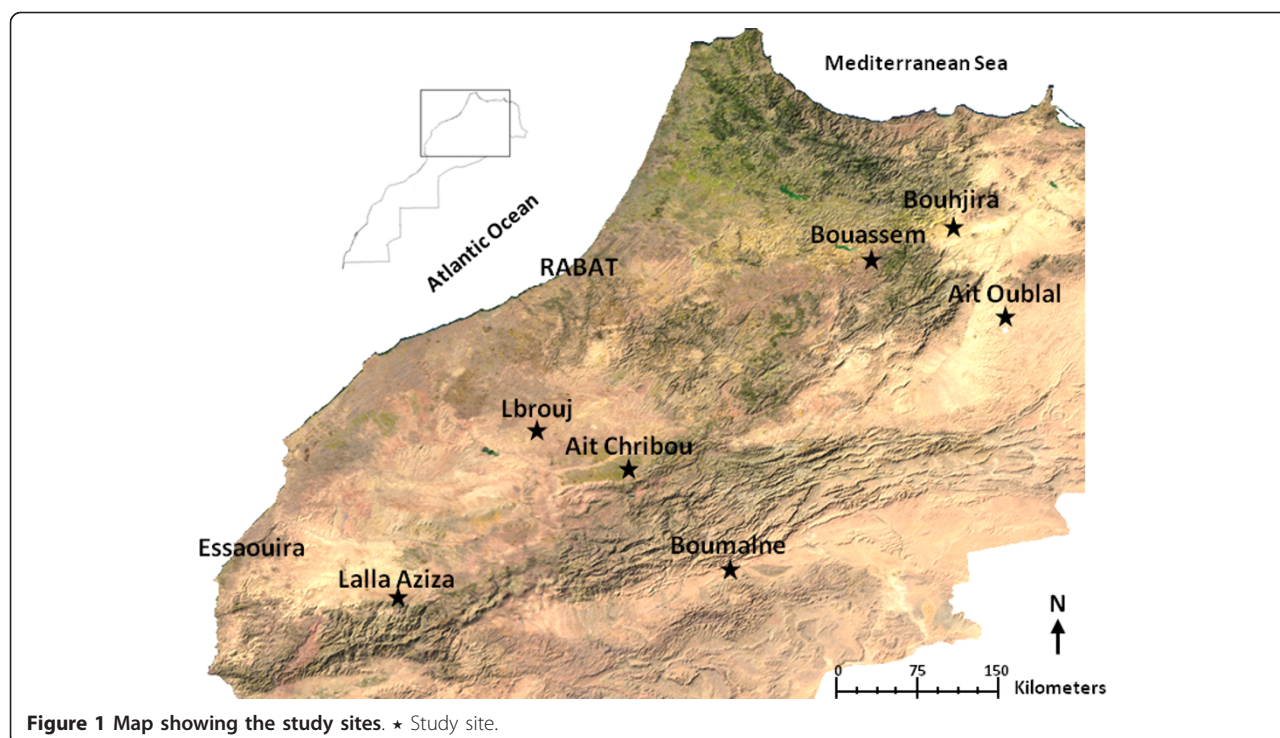 Mediterranean Sea
Bouhjira
Atlantic Ocean
Bouassem
RABAT
Ait Oublal
Lbrouj
Ait Chribou
Essaouira
Boumalne
Lalla Aziza
N
0 75 150
Kilometers
Figure 1 Map showing the study sites. ★ Study site.